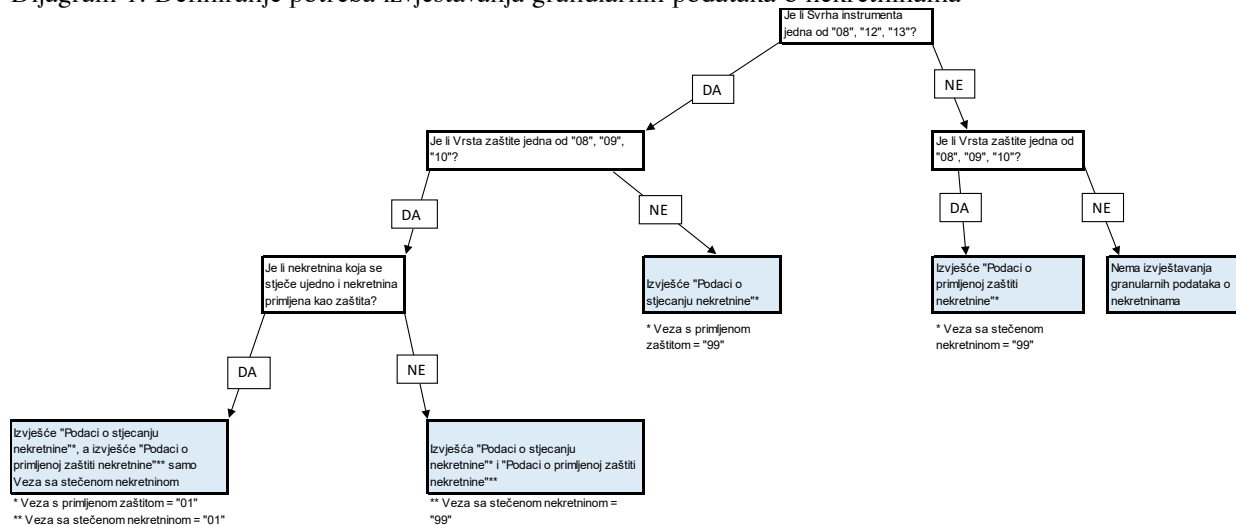 Dijagram 1: Definiranje potreba izvještavanja granularnih podataka o nekretninama
Je li Svrha instrumenta
jedna od "08", "12", "13"?
DA
NE
Je li Vrsta zaštite jedna od "08", "09",
"10"?
Je li Vrsta zaštite jedna od
"08", "09", "10"?
DA
NE
DA
NE
Je li nekretnina koja se
stječe ujedno i nekretnina
primljena kao zaštita?
Izvješće "Podaci o
stjecanju nekretnine"*
Izvješće "Podaci o
primljenoj zaštiti
nekretnine"*
Nema izvještavanja
granularnih podataka o
nekretninama
* Veza s primljenom
zaštitom = "99"
* Veza sa stečenom
nekretninom = "99"
DA
NE
Izvješće "Podaci o stjecanju
nekretnine"*, a izvješće "Podaci o
primljenoj zaštiti nekretnine"** samo
Veza sa stečenom nekretninom
Izvješća "Podaci o stjecanju
nekretnine"* i "Podaci o primljenoj zaštiti
nekretnine"**
* Veza s primljenom zaštitom = "01"
** Veza sa stečenom nekretninom = "01"
** Veza sa stečenom nekretninom =
"99"